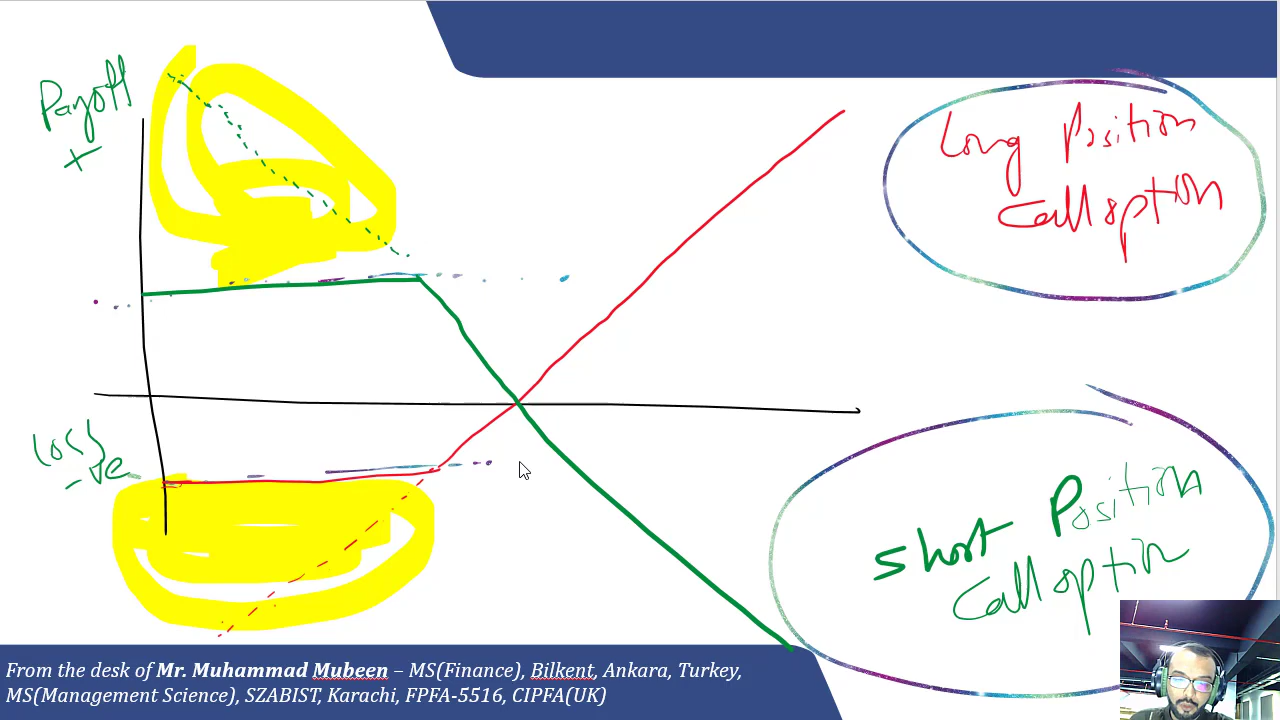 Payoff
+
Long Position
Call option
Loss
-ve
Short Position
Call option
From the desk of Mr. Muhammad Mubeen – MS(Finance), Bilkent, Ankara, Turkey,
MS(Management Science), SZABIST, Karachi, FPFA-5516, CIPFA(UK)